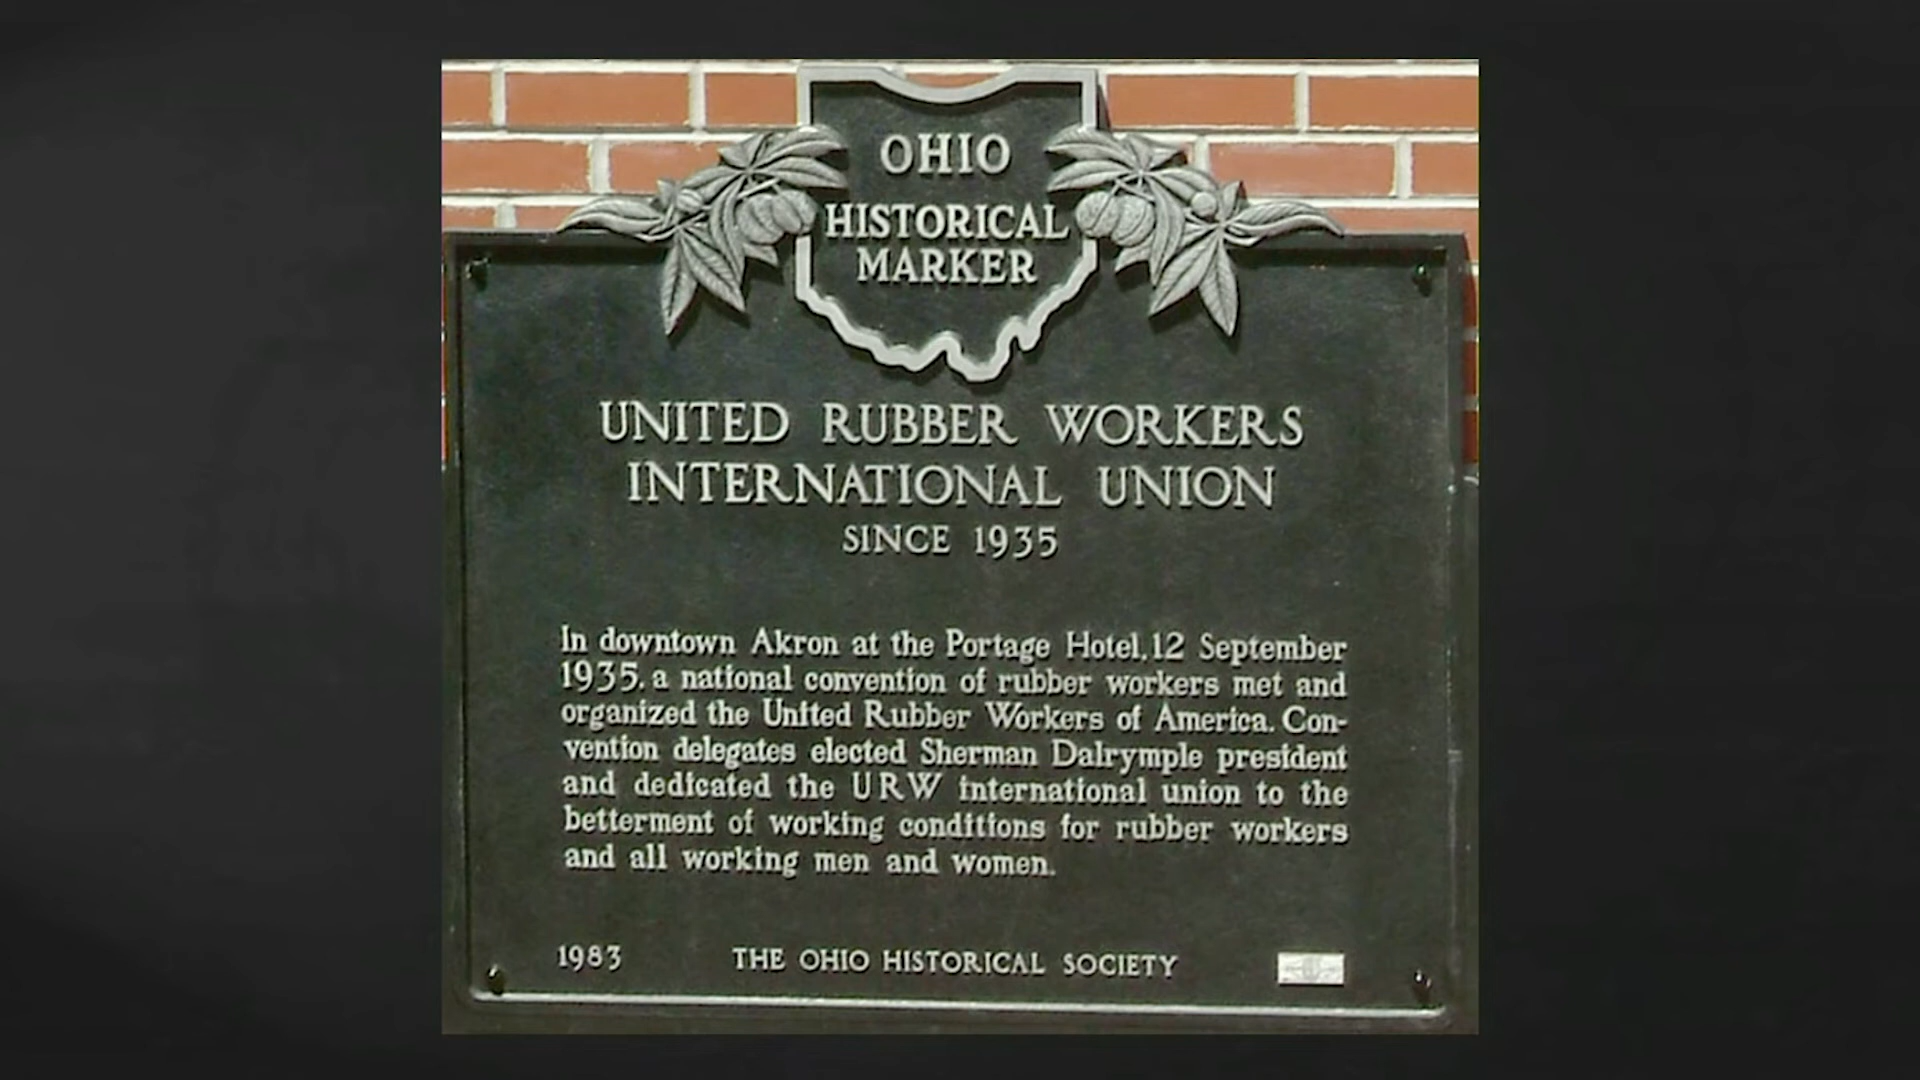 OHIO
HISTORICAL
MARKER
UNITED RUBBER WORKERS
INTERNATIONAL UNION
SINCE 1935
In downtown Akron at the Portage Hotel, 12 September
1935, a national convention of rubber workers met and
organized the United Rubber Workers of America. Con-
vention delegates elected Sherman Dalrymple president
and dedicated the URW international union to the
betterment of working conditions for rubber workers
and all working men and women.
1983 THE OHIO HISTORICAL SOCIETY